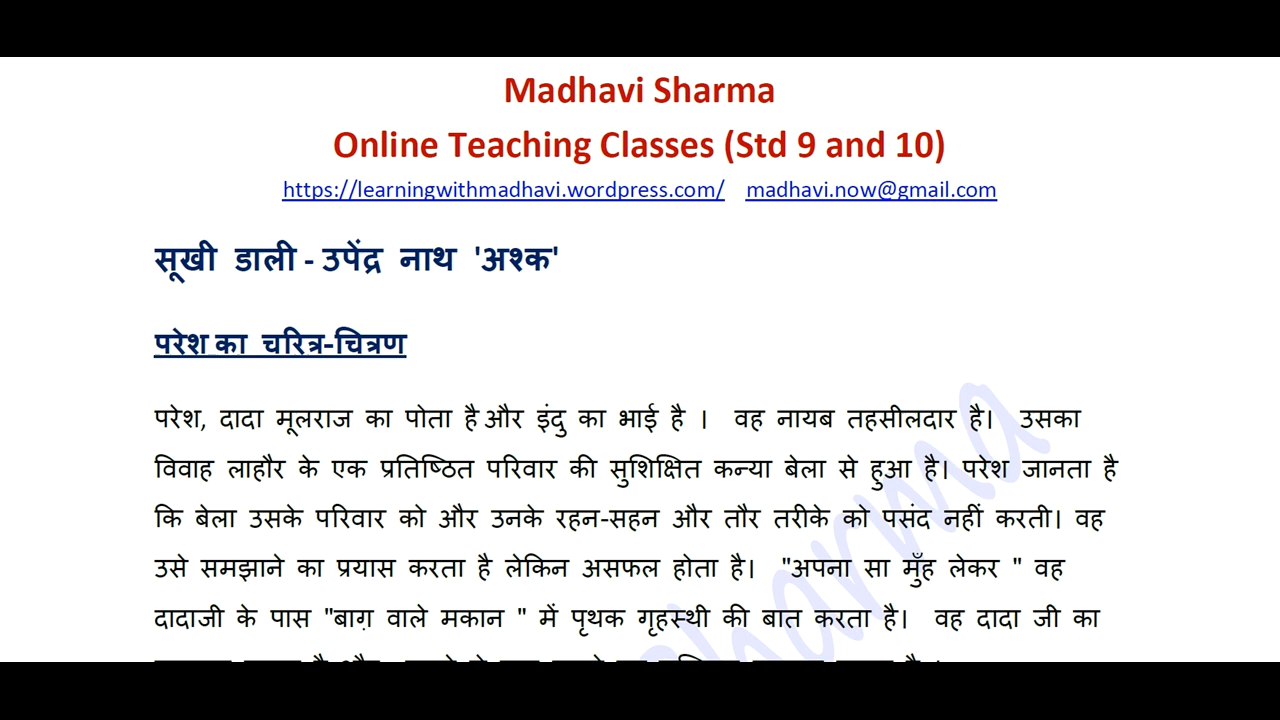 Madhavi Sharma
Online Teaching Classes (Std 9 and 10)
https://learningwithmadhavi.wordpress.com/ madhavi.now@gmail.com
सूखी डाली - उपेंद्र नाथ 'अश्क'
परेश का चरित्र-चित्रण
परेश, दादा मूलराज का पोता है और इंदु का भाई है । वह नायब तहसीलदार है। उसका
विवाह लाहौर के एक प्रतिष्ठित परिवार की सुशिक्षित कन्या बेला से हुआ है। परेश जानता है
कि बेला उसके परिवार को और उनके रहन-सहन और तौर तरीके को पसंद नहीं करती। वह
उसे समझाने का प्रयास करता है लेकिन असफल होता है। "अपना सा मुँह लेकर " वह
दादाजी के पास "बाग़ वाले मकान " में पृथक गृहस्थी की बात करता है। वह दादा जी का